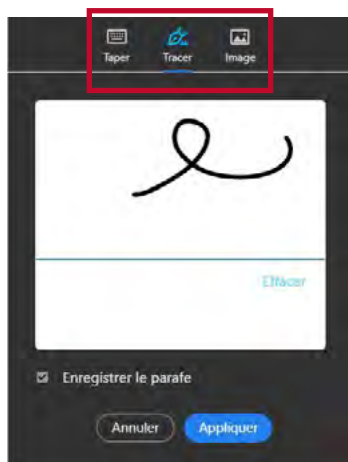 Taper Tracer Image
Effacer
Enregistrer le parafe
Annuler Appliquer